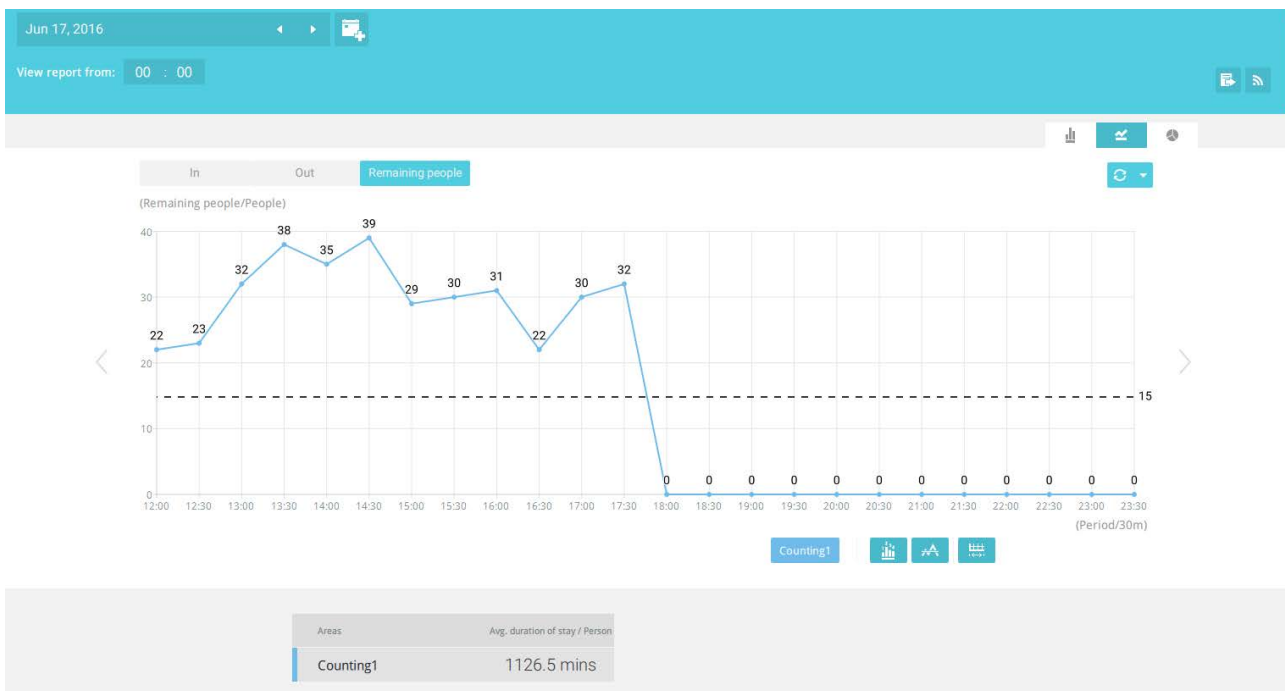 Jun 17, 2016
View report from: 00 : 00
In Out Remaining people
(Remaining people/People)
40
30
20
10
0
22 23 32 38 35 39 29 30 31 22 30 32 0 0 0 0 0 0 0 0 0 0 0 0
15
12:00 12:30 13:00 13:30 14:00 14:30 15:00 15:30 16:00 16:30 17:00 17:30 18:00 18:30 19:00 19:30 20:00 20:30 21:00 21:30 22:00 22:30 23:00 23:30
(Period/30m)
Counting1
Areas Avg. duration of stay / Person
Counting1 1126.5 mins